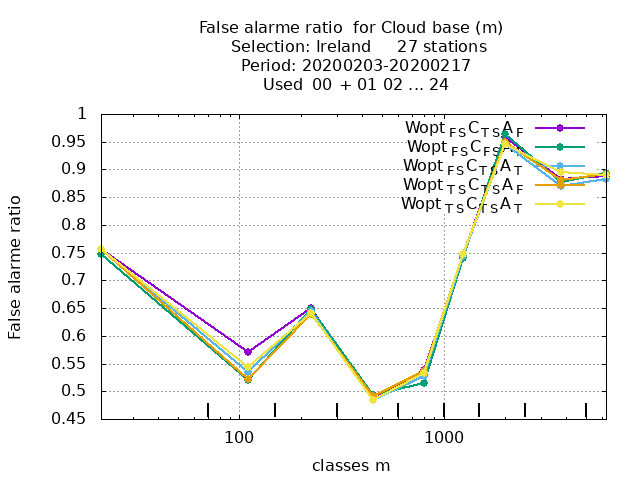 False alarme ratio  for Cloud base (m)
Selection: Ireland     27 stations
Period: 20200203-20200217
Used  00 + 01 02 ... 24
Wopt FS C TS A F
Wopt FS C FS A
Wopt FS C TS A T
Wopt TS C TS A F
Wopt TS C TS A T
False alarme ratio
1
0.95
0.9
0.85
0.8
0.75
0.7
0.65
0.6
0.55
0.5
0.45
100 1000
classes m